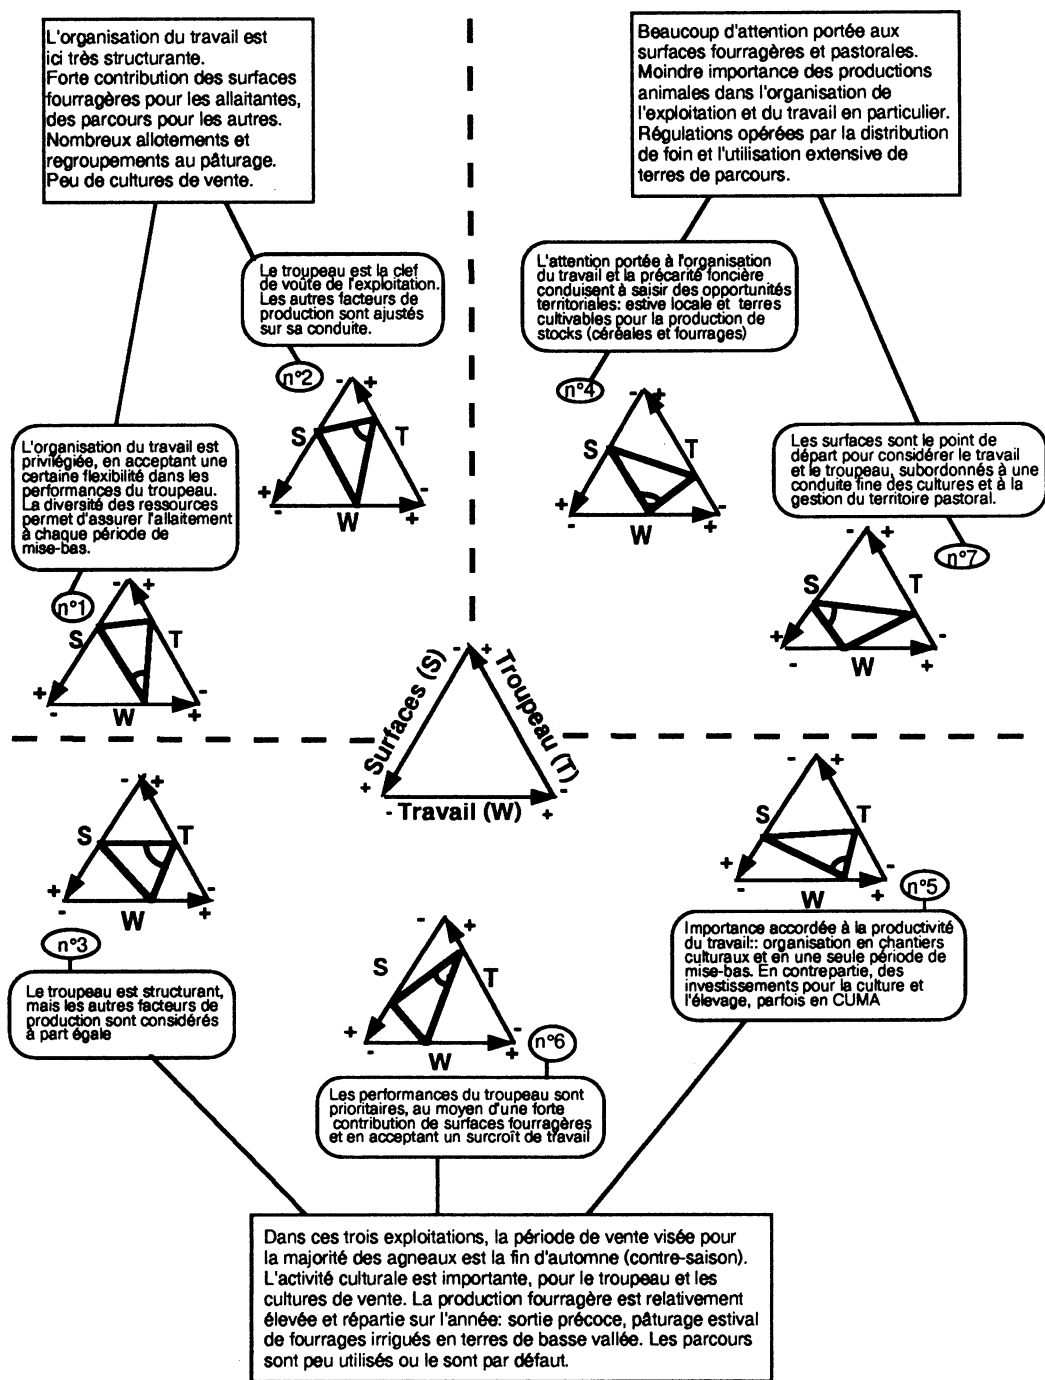 L'organisation du travail est
ici très structurante.
Forte contribution des surfaces
fourragères pour les allaitantes,
des parcours pour les autres.
Nombreux allotements et
regroupements au pâturage.
Peu de cultures de vente.
Beaucoup d'attention portée aux
surfaces fourragères et pastorales.
Moindre importance des productions
animales dans l'organisation de
l'exploitation et du travail en particulier.
Régulations opérées par la distribution
de foin et l'utilisation extensive de
terres de parcours.
Le troupeau est la clef
de voûte de l'exploitation.
Les autres facteurs de
production sont ajustés
sur sa conduite.
n°2
- +
S T
+ -
- W +
L'attention portée à l'organisation
du travail et la précarité foncière
conduisent à saisir des opportunités
territoriales: estive locale et terres
cultivables pour la production de
stocks (céréales et fourrages)
n°4
- +
S T
+ -
- W +
L'organisation du travail est
privilégiée, en acceptant une
certaine flexibilité dans les
performances du troupeau.
La diversité des ressources
permet d'assurer l'allaitement
à chaque période de
mise-bas.
n°1
- +
S T
+ -
- W +
Les surfaces sont le point de
départ pour considérer le travail
et le troupeau, subordonnés à une
conduite fine des cultures et à la
gestion du territoire pastoral.
n°7
- +
S T
+ -
- W +
- +
Surfaces (S)
Troupeau (T)
+ -
- Travail (W) +
- +
S T
+ -
- W +
n°3
Le troupeau est structurant,
mais les autres facteurs de
production sont considérés
à part égale
- +
S T
+ -
- W +
n°6
Les performances du troupeau sont
prioritaires, au moyen d'une forte
contribution de surfaces fourragères
et en acceptant un surcroît de travail
- +
S T
+ -
- W +
n°5
Importance accordée à la productivité
du travail:: organisation en chantiers
culturaux et en une seule période de
mise-bas. En contrepartie, des
investissements pour la culture et
l'élevage, parfois en CUMA
Dans ces trois exploitations, la période de vente visée pour
la majorité des agneaux est la fin d'automne (contre-saison).
L'activité culturale est importante, pour le troupeau et les
cultures de vente. La production fourragère est relativement
élevée et répartie sur l'année: sortie précoce, pâturage estival
de fourrages irrigués en terres de basse vallée. Les parcours
sont peu utilisés ou le sont par défaut.